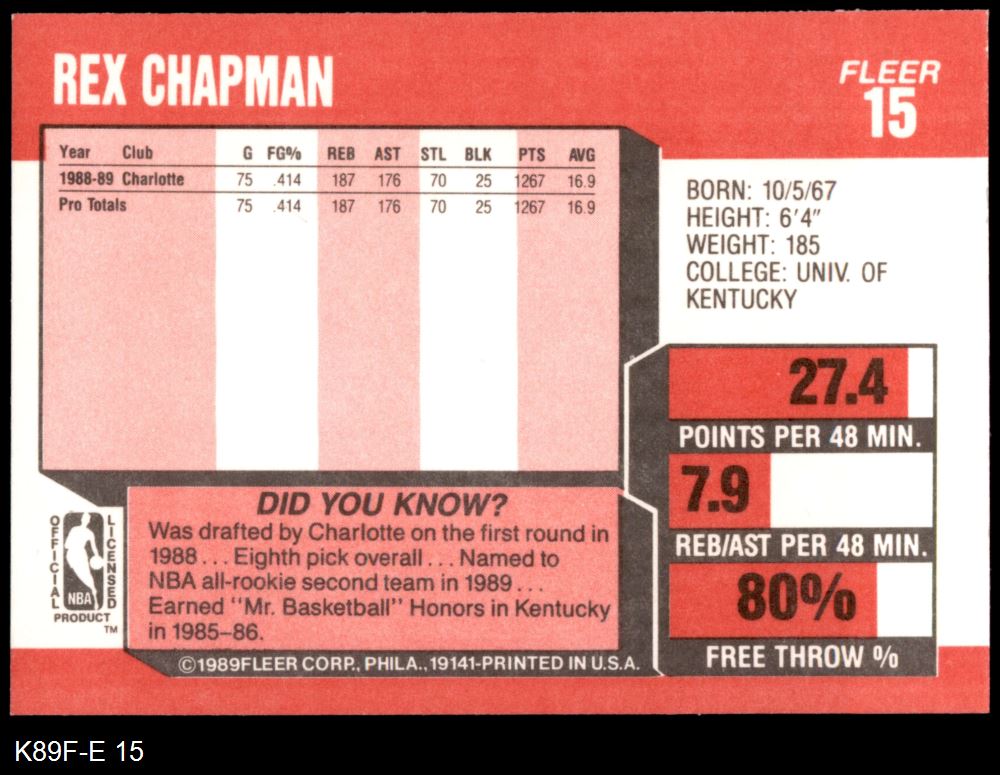 REX CHAPMAN
FLEER
15
Year Club G FG% REB AST STL BLK PTS AVG
1988-89 Charlotte 75 .414 187 176 70 25 1267 16.9
Pro Totals 75 .414 187 176 70 25 1267 16.9
BORN: 10/5/67
HEIGHT: 6'4"
WEIGHT: 185
COLLEGE: UNIV. OF
KENTUCKY
27.4
POINTS PER 48 MIN.
7.9
REB/AST PER 48 MIN.
80%
FREE THROW %
OFFICIAL
LICENSED
NBA
PRODUCT
TM
DID YOU KNOW?
Was drafted by Charlotte on the first round in
1988 ... Eighth pick overall ... Named to
NBA all-rookie second team in 1989 ...
Earned "Mr. Basketball" Honors in Kentucky
in 1985–86.
©1989FLEER CORP., PHILA., 19141-PRINTED IN U.S.A.
K89F-E 15